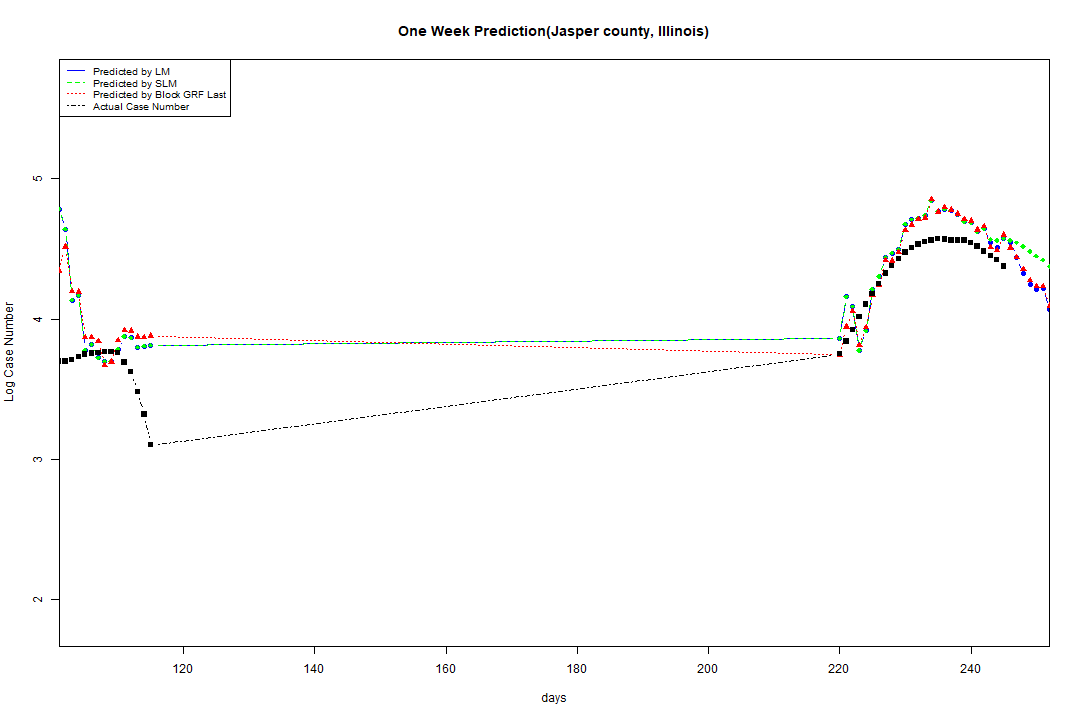 One Week Prediction(Jasper county, Illinois)
Predicted by LM
Predicted by SLM
Predicted by Block GRF Last
Actual Case Number
5
4
3
2
Log Case Number
120 140 160 180 200 220 240
days